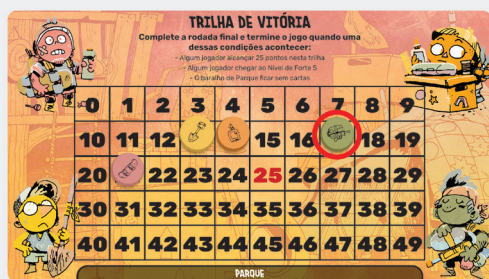 TRILHA DE VITÓRIA
Complete a rodada final e termine o jogo quando uma
dessas condições acontecer:
- Algum jogador alcançar 25 pontos nesta trilha
- Algum jogador chegar ao Nível de Forte 5
- O baralho de Parque ficar sem cartas
0 1 2 3 4 5 6 7 8 9
10 11 12 15 16 18 19
20 22 23 24 25 26 27 28 29
30 31 32 33 34 35 36 37 38 39
40 41 42 43 44 45 46 47 48 49
PARQUE